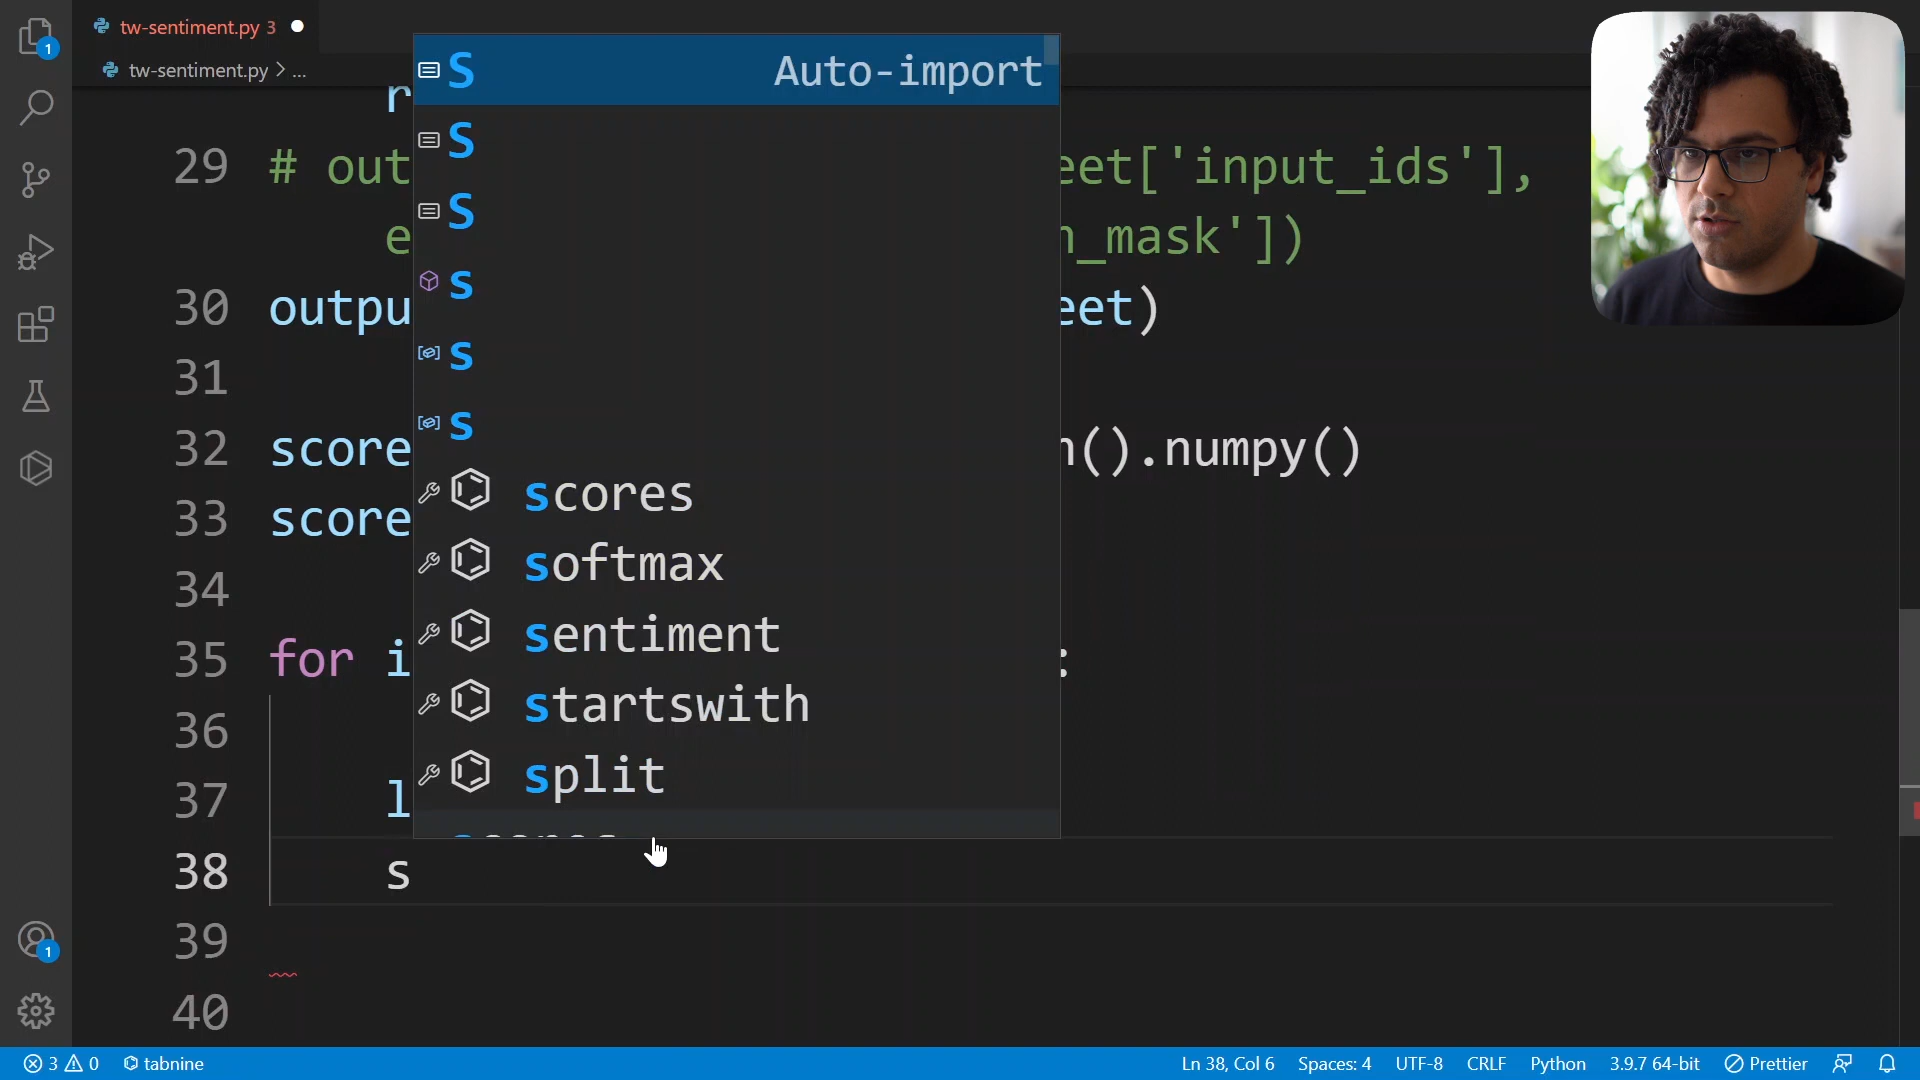 tw-sentiment.py 3
tw-sentiment.py > ...
r
29 # out eet['input_ids'],
e n_mask'])
30 outpu eet)
31
32 score n().numpy()
33 score
34
35 for i :
36
37 l
38 s
39
40
S Auto-import
S
S
s
s
s
scores
softmax
sentiment
startswith
split
1
1
3 0 tabnine
Ln 38, Col 6 Spaces: 4 UTF-8 CRLF Python 3.9.7 64-bit Prettier